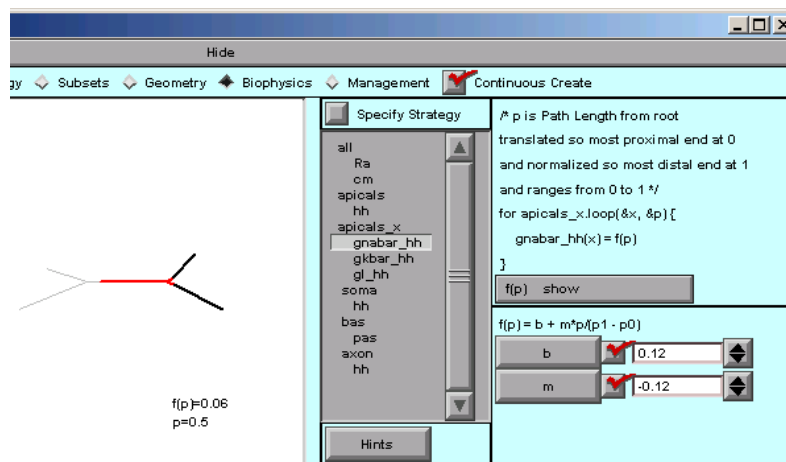 Hide
gy Subsets Geometry Biophysics Management Continuous Create
Specify Strategy
all
Ra
cm
apicals
hh
apicals_x
gnabar_hh
gkbar_hh
gl_hh
soma
hh
bas
pas
axon
hh
Hints
/* p is Path Length from root
translated so most proximal end at 0
and normalized so most distal end at 1
and ranges from 0 to 1 */
for apicals_x.loop(&x, &p) {
gnabar_hh(x) = f(p)
}
f(p) show
f(p) = b + m*p/(p1 - p0)
b 0.12
m -0.12
f(p)=0.06
p=0.5